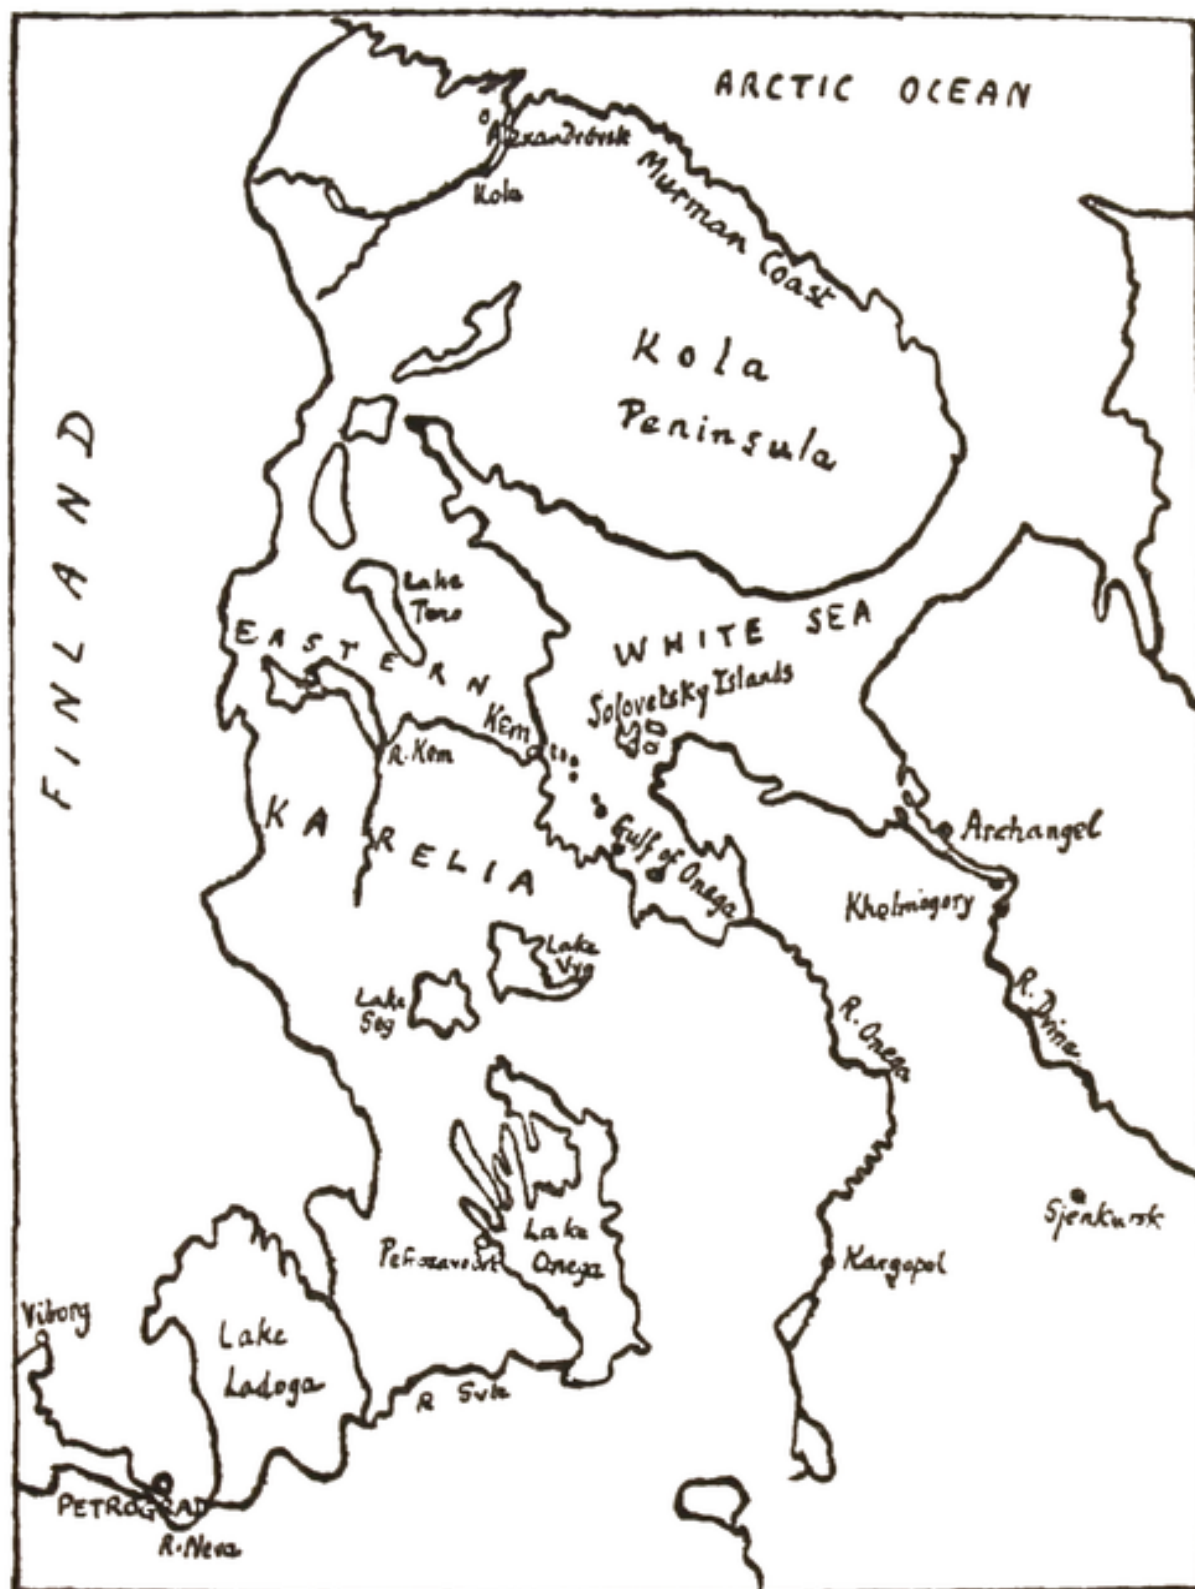 ARCTIC OCEAN
Alexandrovsk
Kola
Murman Coast
Kola
Peninsula
FINLAND
Lake
Tono
WHITE SEA
EASTERN
Solovetsky Islands
Kem
R. Kem
KARELIA
Gulf of
Onega
Archangel
Kholmogory
Lake
Vyg
Lake
Seg
R. Onega
R. Dvina
Sjenkursk
Lake
Onega
Petrozavodsk
Kargopol
Viborg
Lake
Ladoga
R Svir
PETROGRAD
R. Neva